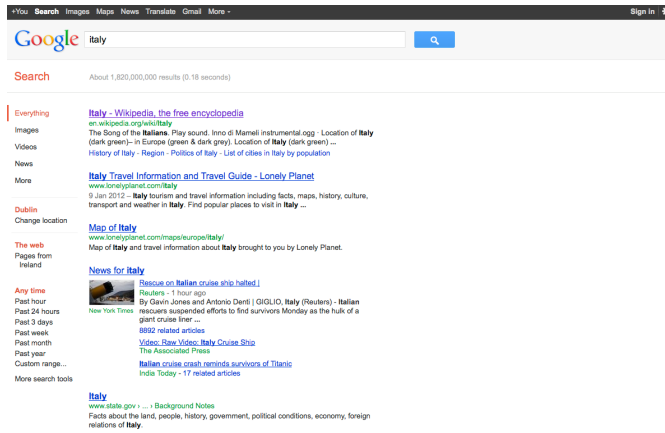 +You Search Images Maps News Translate Gmail More
Sign in
Google
italy
Search
About 1,820,000,000 results (0.18 seconds)
Everything
Images
Videos
News
More
Dublin
Change location
The web
Pages from
Ireland
Any time
Past hour
Past 24 hours
Past 3 days
Past week
Past month
Past year
Custom range...
More search tools
Italy - Wikipedia, the free encyclopedia
en.wikipedia.org/wiki/Italy
The Song of the Italians. Play sound. Inno di Mameli instrumental.ogg · Location of Italy
(dark green)– in Europe (green & dark grey). Location of Italy (dark green) ...
History of Italy - Region - Politics of Italy - List of cities in Italy by population
Italy Travel Information and Travel Guide - Lonely Planet
www.lonelyplanet.com/italy
9 Jan 2012 – Italy tourism and travel information including facts, maps, history, culture,
transport and weather in Italy. Find popular places to visit in Italy ...
Map of Italy
www.lonelyplanet.com/maps/europe/italy/
Map of Italy and travel information about Italy brought to you by Lonely Planet.
News for italy
New York Times
Rescue on Italian cruise ship halted |
Reuters - 1 hour ago
By Gavin Jones and Antonio Denti | GIGLIO, Italy (Reuters) - Italian
rescuers suspended efforts to find survivors Monday as the hulk of a
giant cruise liner ...
8892 related articles
Video: Raw Video: Italy Cruise Ship
The Associated Press
Italian cruise crash reminds survivors of Titanic
India Today - 17 related articles
Italy
www.state.gov › ... › Background Notes
Facts about the land, people, history, government, political conditions, economy, foreign
relations of Italy.